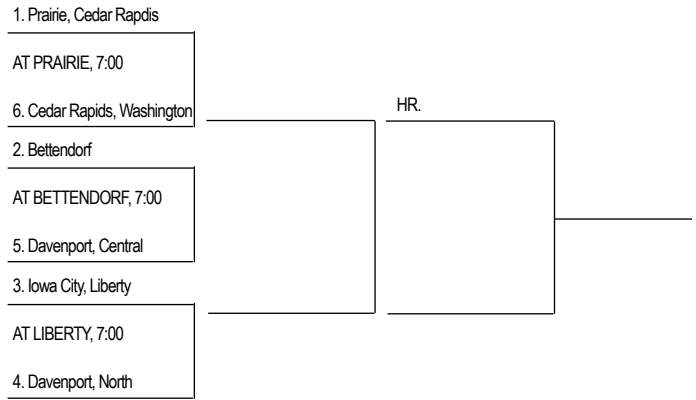 1. Prairie, Cedar Rapdis
AT PRAIRIE, 7:00
6. Cedar Rapids, Washington
HR.
2. Bettendorf
AT BETTENDORF, 7:00
5. Davenport, Central
3. Iowa City, Liberty
AT LIBERTY, 7:00
4. Davenport, North